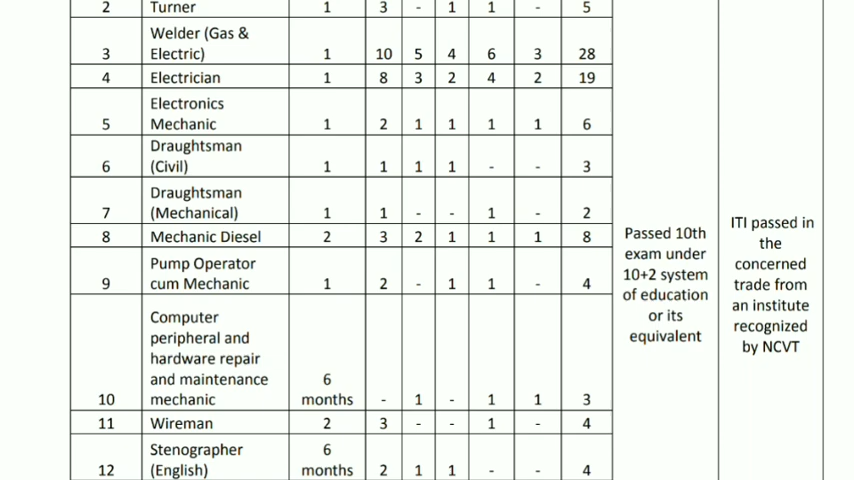 2 Turner 1 3 - 1 1 - 5
Welder (Gas &
3 Electric) 1 10 5 4 6 3 28
4 Electrician 1 8 3 2 4 2 19
Electronics
5 Mechanic 1 2 1 1 1 1 6
Draughtsman
6 (Civil) 1 1 1 1 - - 3
Draughtsman
7 (Mechanical) 1 1 - - 1 - 2
8 Mechanic Diesel 2 3 2 1 1 1 8
Pump Operator
9 cum Mechanic 1 2 - 1 1 - 4
Computer
peripheral and
hardware repair
and maintenance 6
10 mechanic months - 1 - 1 1 3
11 Wireman 2 3 - - 1 - 4
Stenographer 6
12 (English) months 2 1 1 - - 4
Passed 10th
exam under
10+2 system
of education
or its
equivalent
ITI passed in
the
concerned
trade from
an institute
recognized
by NCVT